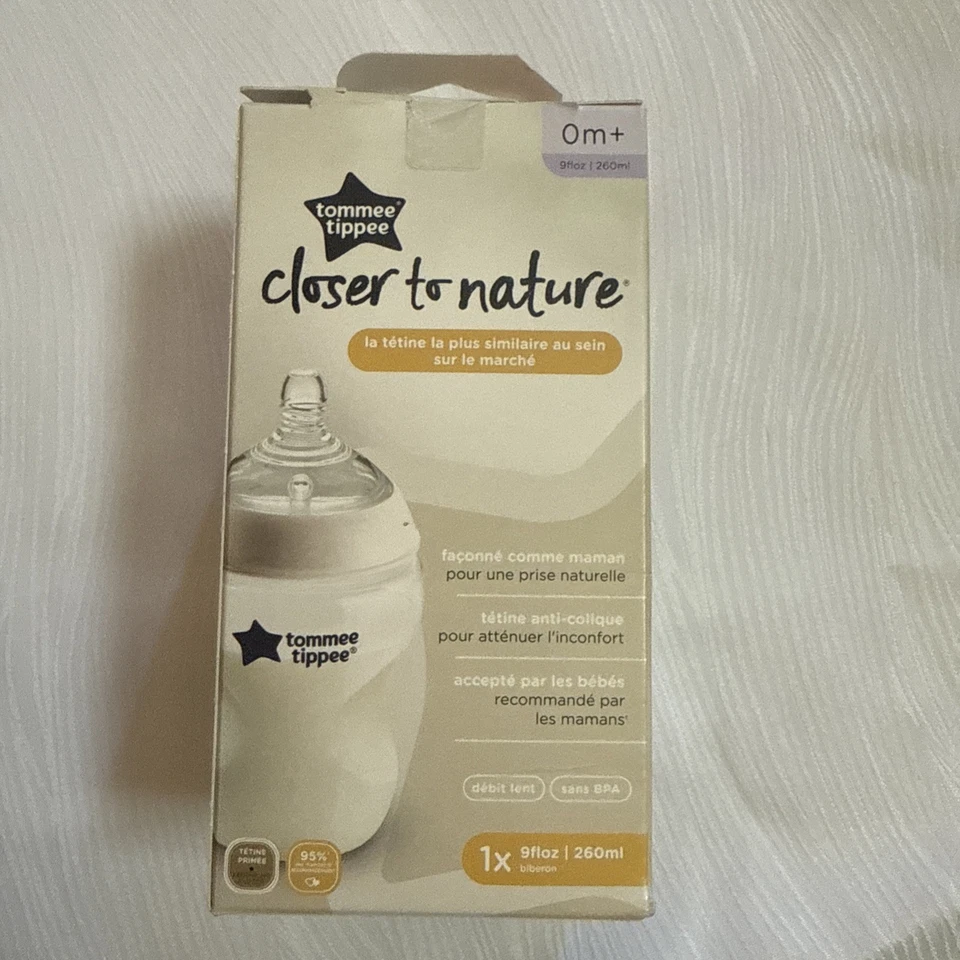 0m+
9floz | 260ml
tommee®
tippee
closer to nature®
la tétine la plus similaire au sein
sur le marché
façonné comme maman
pour une prise naturelle
tétine anti-colique
pour atténuer l'inconfort
tommee
tippee®
accepté par les bébés
recommandé par
les mamans
débit lent
sans BPA
TÉTINE
PRIMÉE
95%
1x 9floz | 260ml
biberon